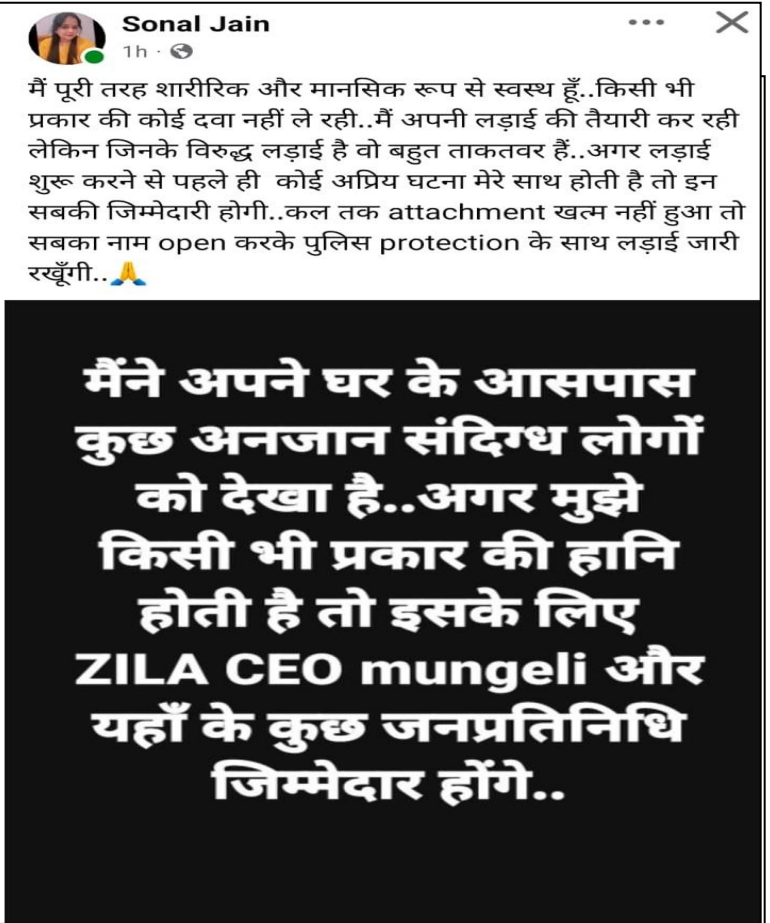 Sonal Jain
1h ·
मैं पूरी तरह शारीरिक और मानसिक रूप से स्वस्थ हूँ..किसी भी
प्रकार की कोई दवा नहीं ले रही..मैं अपनी लड़ाई की तैयारी कर रही
लेकिन जिनके विरुद्ध लड़ाई है वो बहुत ताकतवर हैं..अगर लड़ाई
शुरू करने से पहले ही कोई अप्रिय घटना मेरे साथ होती है तो इन
सबकी जिम्मेदारी होगी..कल तक attachment खत्म नहीं हुआ तो
सबका नाम open करके पुलिस protection के साथ लड़ाई जारी
रखूँगी..🙏
मैंने अपने घर के आसपास
कुछ अनजान संदिग्ध लोगों
को देखा है..अगर मुझे
किसी भी प्रकार की हानि
होती है तो इसके लिए
ZILA CEO mungeli और
यहाँ के कुछ जनप्रतिनिधि
जिम्मेदार होंगे..